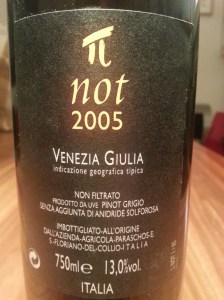 π
not
2005
VENEZIA GIULIA
indicazione geografica tipica
NON FILTRATO
PRODOTTO DA UVE PINOT GRIGIO
SENZA AGGIUNTA DI ANIDRIDE SOLFOROSA
IMBOTTIGLIATO ALL'ORIGINE
DALL'AZIENDA-AGRICOLA-PARASCHOS-E
S-FLORIANO-DEL-COLLIO-ITALIA
750ml e 13,0%vol.
ITALIA